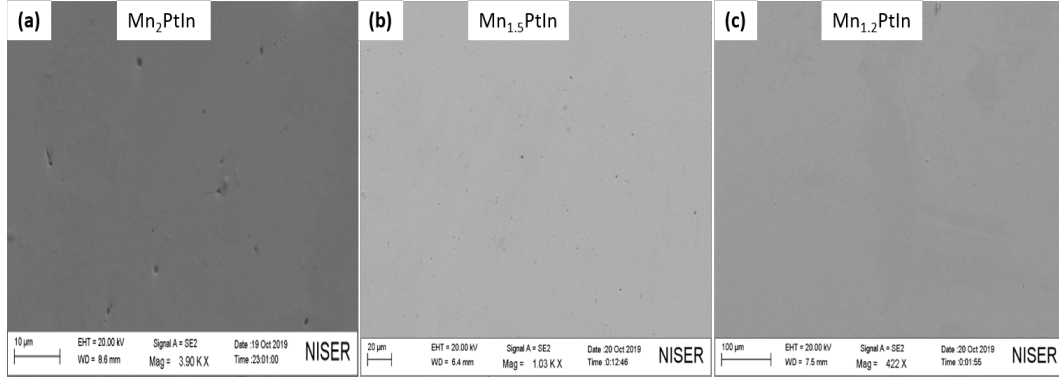 (a) Mn₂PtIn
10 µm EHT = 20.00 kV Signal A = SE2 Date :19 Oct 2019 NISER
WD = 8.6 mm Mag = 3.90 K X Time :23:01:00
(b) Mn₁.₅PtIn
20 µm EHT = 20.00 kV Signal A = SE2 Date :20 Oct 2019 NISER
WD = 6.4 mm Mag = 1.03 K X Time :0:12:46
(c) Mn₁.₂PtIn
100 µm EHT = 20.00 kV Signal A = SE2 Date :20 Oct 2019 NISER
WD = 7.5 mm Mag = 422 X Time :0:01:55